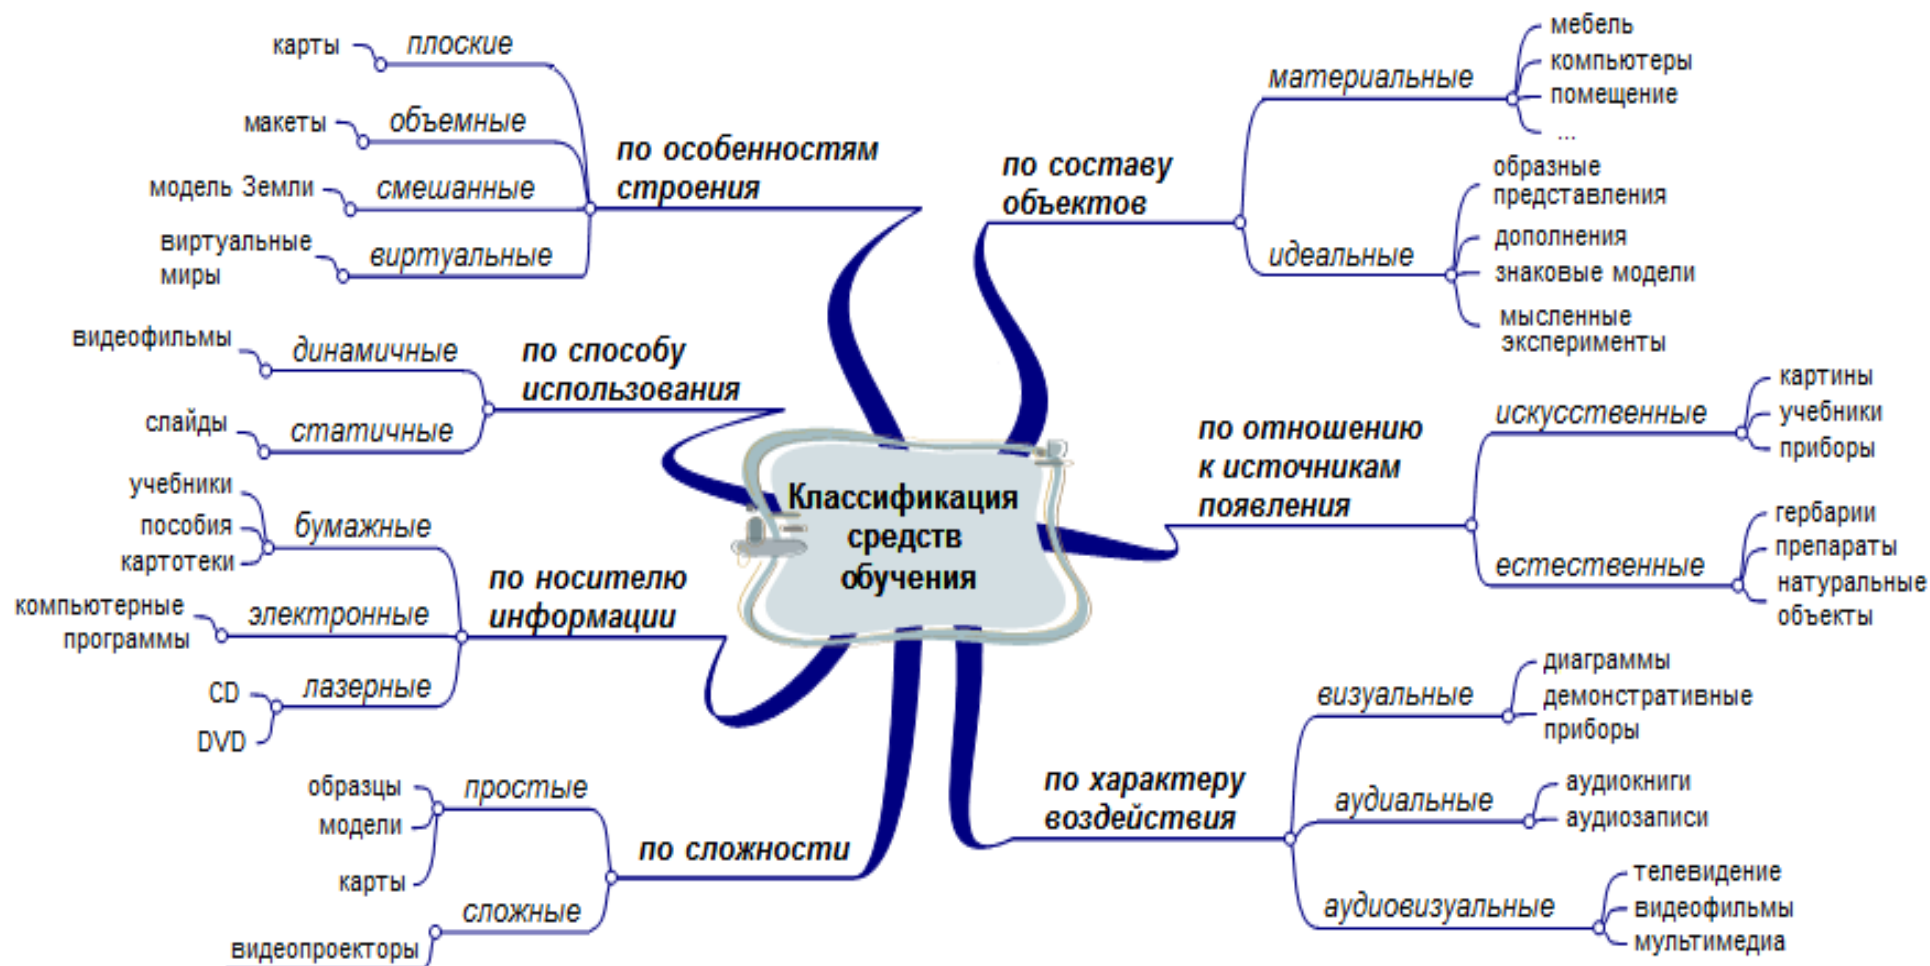 Классификация
средств
обучения
по составу
объектов
материальные
мебель
компьютеры
помещение
...
идеальные
образные
представления
дополнения
знаковые модели
мысленные
эксперименты
по отношению
к источникам
появления
искусственные
картины
учебники
приборы
естественные
гербарии
препараты
натуральные
объекты
по характеру
воздействия
визуальные
диаграммы
демонстративные
приборы
аудиальные
аудиокниги
аудиозаписи
аудиовизуальные
телевидение
видеофильмы
мультимедиа
по особенностям
строения
плоские
карты
объемные
макеты
смешанные
модель Земли
виртуальные
виртуальные
миры
по способу
использования
динамичные
видеофильмы
статичные
слайды
по носителю
информации
бумажные
учебники
пособия
картотеки
электронные
компьютерные
программы
лазерные
CD
DVD
по сложности
простые
образцы
модели
карты
сложные
видеопроекторы